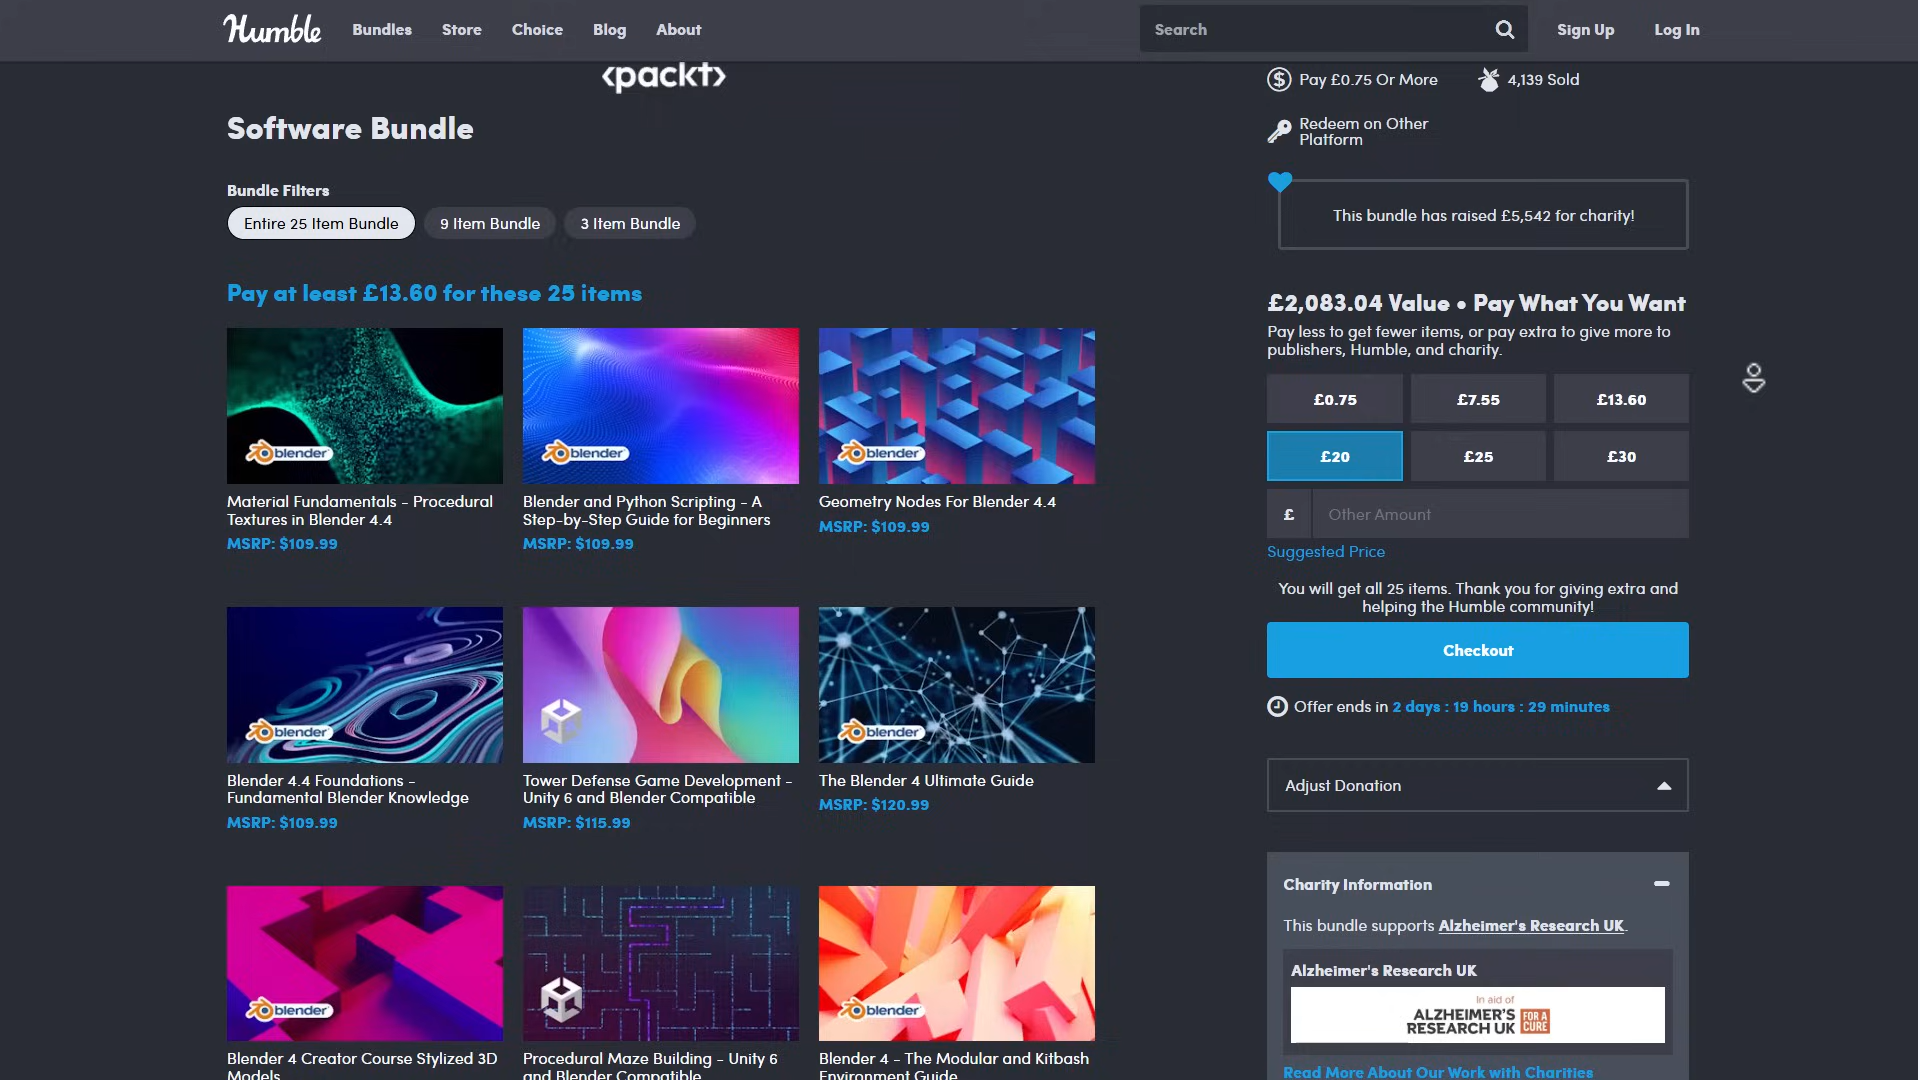 Humble
Bundles
Store
Choice
Blog
About
Search
Sign Up
Log In
<packt>
Software Bundle
Bundle Filters
Entire 25 Item Bundle
9 Item Bundle
3 Item Bundle
Pay at least £13.60 for these 25 items
blender
Material Fundamentals - Procedural
Textures in Blender 4.4
MSRP: $109.99
blender
Blender and Python Scripting - A
Step-by-Step Guide for Beginners
MSRP: $109.99
blender
Geometry Nodes For Blender 4.4
MSRP: $109.99
blender
Blender 4.4 Foundations -
Fundamental Blender Knowledge
MSRP: $109.99
Tower Defense Game Development -
Unity 6 and Blender Compatible
MSRP: $115.99
blender
The Blender 4 Ultimate Guide
MSRP: $120.99
blender
Blender 4 Creator Course Stylized 3D
Models
Procedural Maze Building - Unity 6
and Blender Compatible
blender
Blender 4 - The Modular and Kitbash
Environment Guide
Pay £0.75 Or More
4,139 Sold
Redeem on Other
Platform
This bundle has raised £5,542 for charity!
£2,083.04 Value • Pay What You Want
Pay less to get fewer items, or pay extra to give more to
publishers, Humble, and charity.
£0.75
£7.55
£13.60
£20
£25
£30
£
Other Amount
Suggested Price
You will get all 25 items. Thank you for giving extra and
helping the Humble community!
Checkout
Offer ends in 2 days : 19 hours : 29 minutes
Adjust Donation
Charity Information
This bundle supports Alzheimer's Research UK.
Alzheimer's Research UK
In aid of
ALZHEIMER'S
RESEARCH UK
FOR A
CURE
Read More About Our Work with Charities